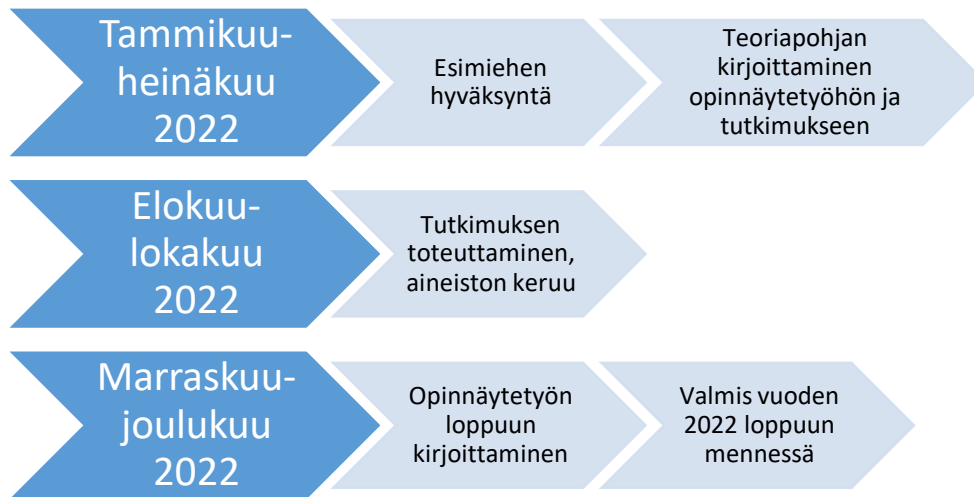 Tammikuu-
heinäkuu
2022
Esimiehen
hyväksyntä
Teoriapohjan
kirjoittaminen
opinnäytetyöhön ja
tutkimukseen
Elokuu-
lokakuu
2022
Tutkimuksen
toteuttaminen,
aineiston keruu
Marraskuu-
joulukuu
2022
Opinnäytetyön
loppuun
kirjoittaminen
Valmis vuoden
2022 loppuun
mennessä